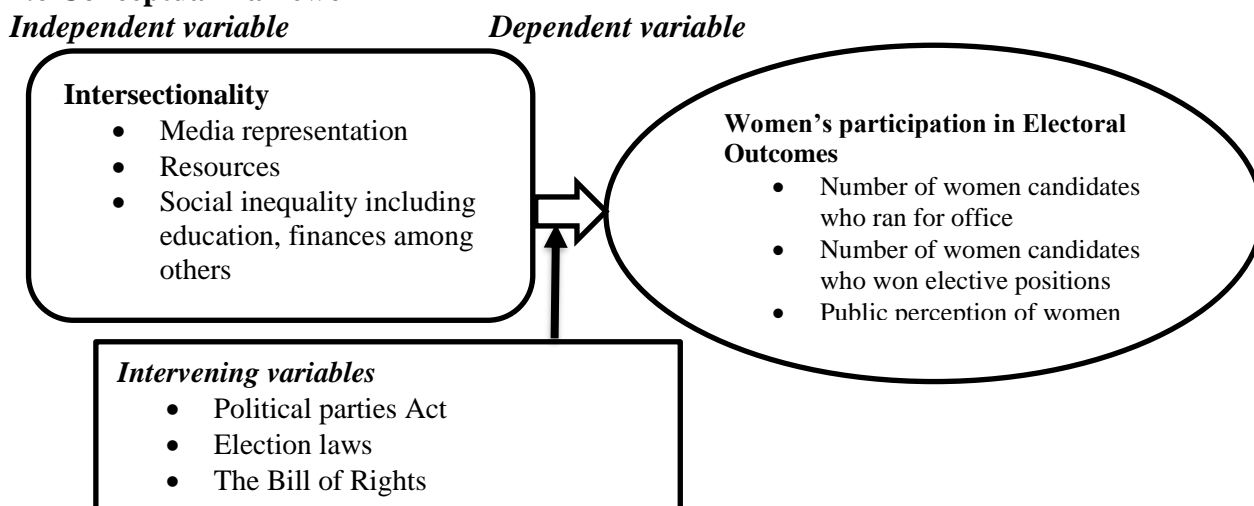 Independent variable
Dependent variable
Intersectionality
• Media representation
• Resources
• Social inequality including
education, finances among
others
Women's participation in Electoral
Outcomes
• Number of women candidates
who ran for office
• Number of women candidates
who won elective positions
• Public perception of women
Intervening variables
• Political parties Act
• Election laws
• The Bill of Rights